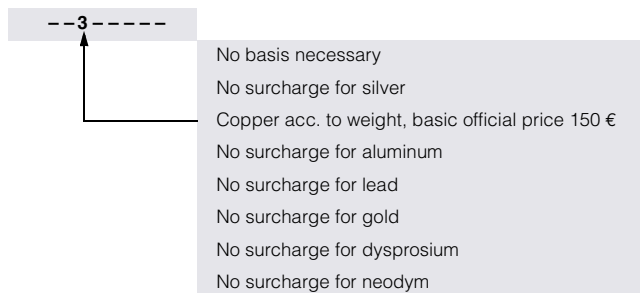 ––3–––––
No basis necessary
No surcharge for silver
Copper acc. to weight, basic official price 150 €
No surcharge for aluminum
No surcharge for lead
No surcharge for gold
No surcharge for dysprosium
No surcharge for neodym